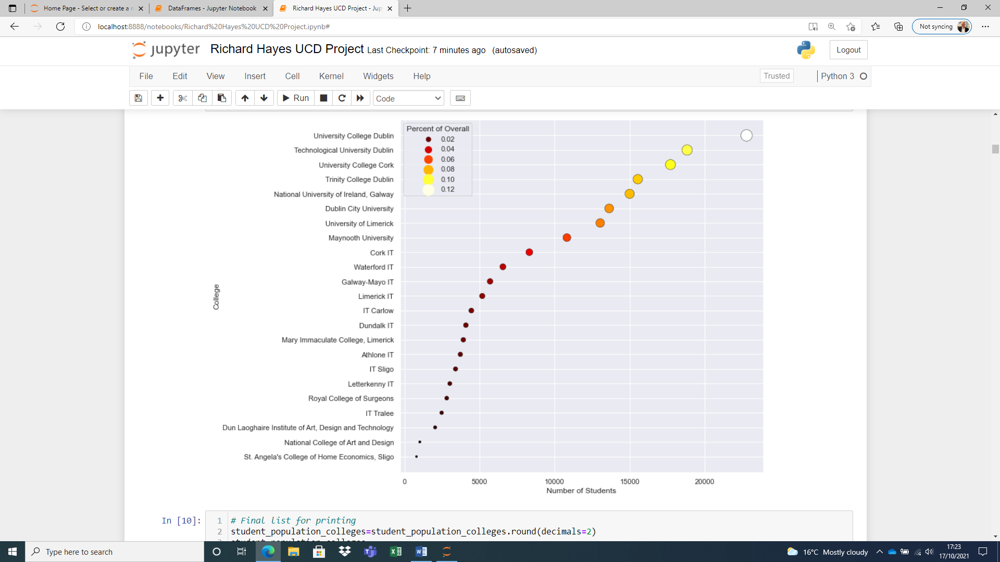 Home Page - Select or create a n
DataFrames - Jupyter Notebook
Richard Hayes UCD Project - Jup
localhost:8888/notebooks/Richard%20Hayes%20UCD%20Project.ipynb#
Not syncing
jupyter Richard Hayes UCD Project Last Checkpoint: 7 minutes ago (autosaved)
Logout
File Edit View Insert Cell Kernel Widgets Help
Trusted
Python 3
Run
Code
Percent of Overall
0.02
0.04
0.06
0.08
0.10
0.12
College
University College Dublin
Technological University Dublin
University College Cork
Trinity College Dublin
National University of Ireland, Galway
Dublin City University
University of Limerick
Maynooth University
Cork IT
Waterford IT
Galway-Mayo IT
Limerick IT
IT Carlow
Dundalk IT
Mary Immaculate College, Limerick
Athlone IT
IT Sligo
Letterkenny IT
Royal College of Surgeons
IT Tralee
Dun Laoghaire Institute of Art, Design and Technology
National College of Art and Design
St. Angela's College of Home Economics, Sligo
0 5000 10000 15000 20000
Number of Students
In [10]:
1 # Final list for printing
2 student_population_colleges=student_population_colleges.round(decimals=2)
Type here to search
16°C Mostly cloudy
17:23
17/10/2021